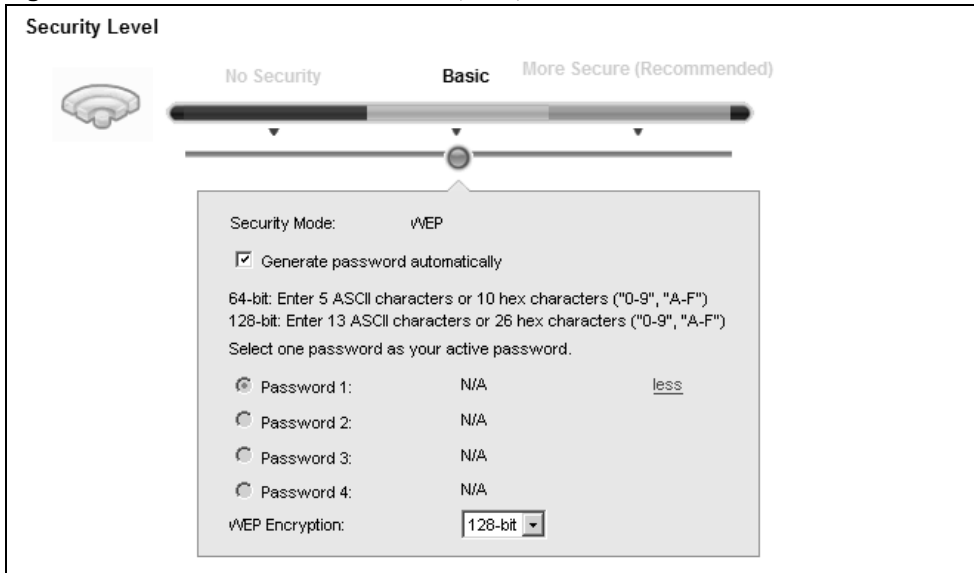 Security Level
No Security Basic More Secure (Recommended)
Security Mode: WEP
Generate password automatically
64-bit: Enter 5 ASCII characters or 10 hex characters ("0-9", "A-F")
128-bit: Enter 13 ASCII characters or 26 hex characters ("0-9", "A-F")
Select one password as your active password.
Password 1: N/A less
Password 2: N/A
Password 3: N/A
Password 4: N/A
WEP Encryption: 128-bit